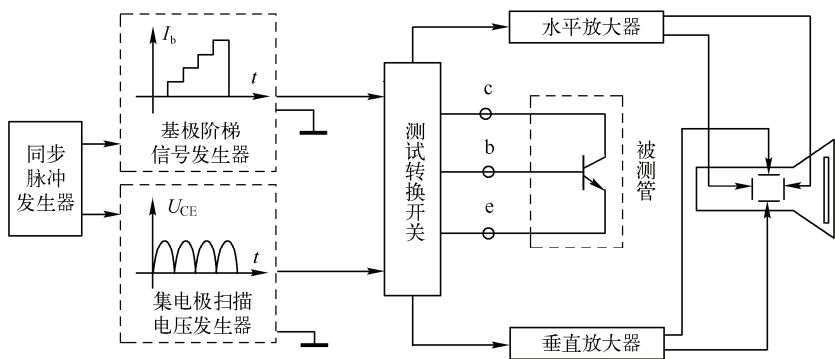 同步
脉冲
发生器
I_b
t
基极阶梯
信号发生器
U_CE
t
集电极扫描
电压发生器
测试转换开关
c
b
e
被测管
水平放大器
垂直放大器